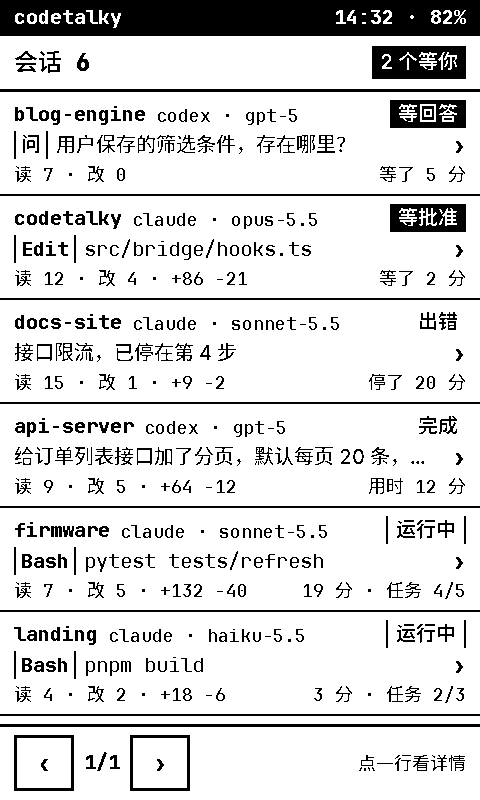 codetalky 14:32 · 82%
会话 6 2 个等你
blog-engine codex · gpt-5 等回答
问 用户保存的筛选条件，存在哪里？ ›
读 7 · 改 0 等了 5 分
codetalky claude · opus-5.5 等批准
Edit src/bridge/hooks.ts ›
读 12 · 改 4 · +86 -21 等了 2 分
docs-site claude · sonnet-5.5 出错
接口限流，已停在第 4 步 ›
读 15 · 改 1 · +9 -2 停了 20 分
api-server codex · gpt-5 完成
给订单列表接口加了分页，默认每页 20 条，… ›
读 9 · 改 5 · +64 -12 用时 12 分
firmware claude · sonnet-5.5 运行中
Bash pytest tests/refresh ›
读 7 · 改 5 · +132 -40 19 分 · 任务 4/5
landing claude · haiku-5.5 运行中
Bash pnpm build ›
读 4 · 改 2 · +18 -6 3 分 · 任务 2/3
‹ 1/1 › 点一行看详情